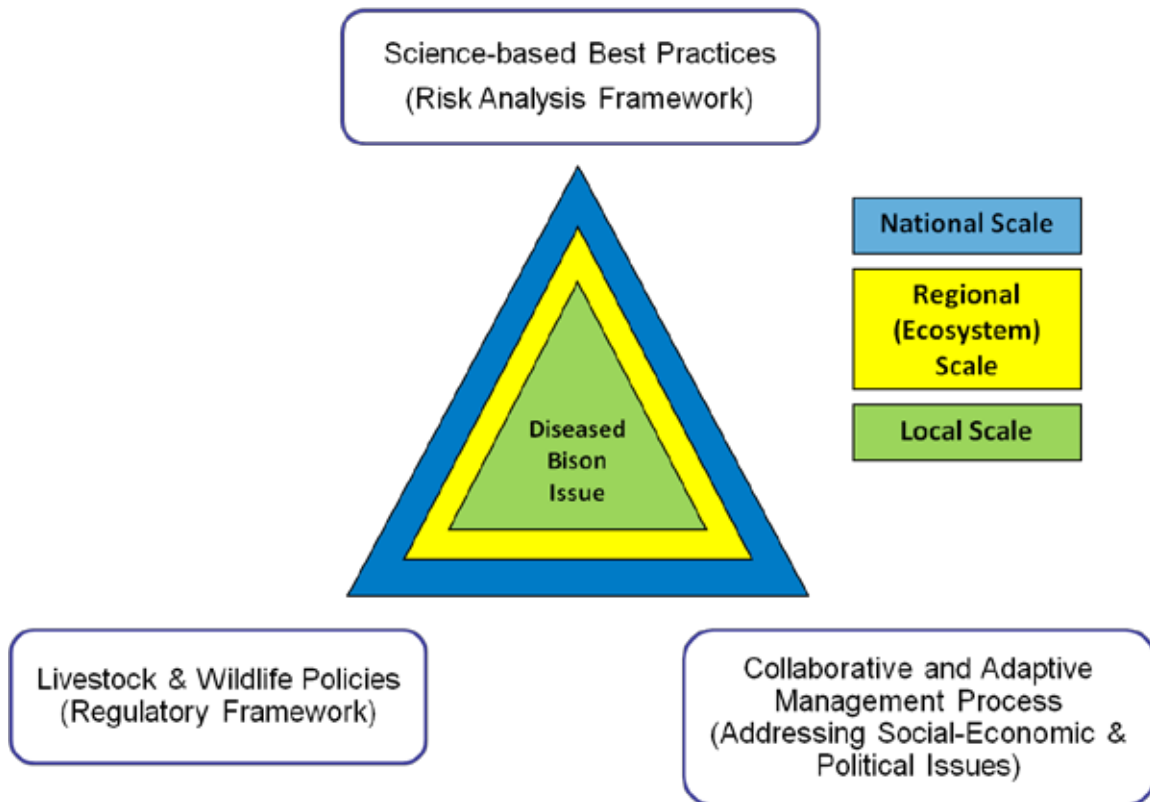 Science-based Best Practices
(Risk Analysis Framework)
National Scale
Regional
(Ecosystem)
Scale
Local Scale
Diseased
Bison
Issue
Livestock & Wildlife Policies
(Regulatory Framework)
Collaborative and Adaptive
Management Process
(Addressing Social-Economic &
Political Issues)